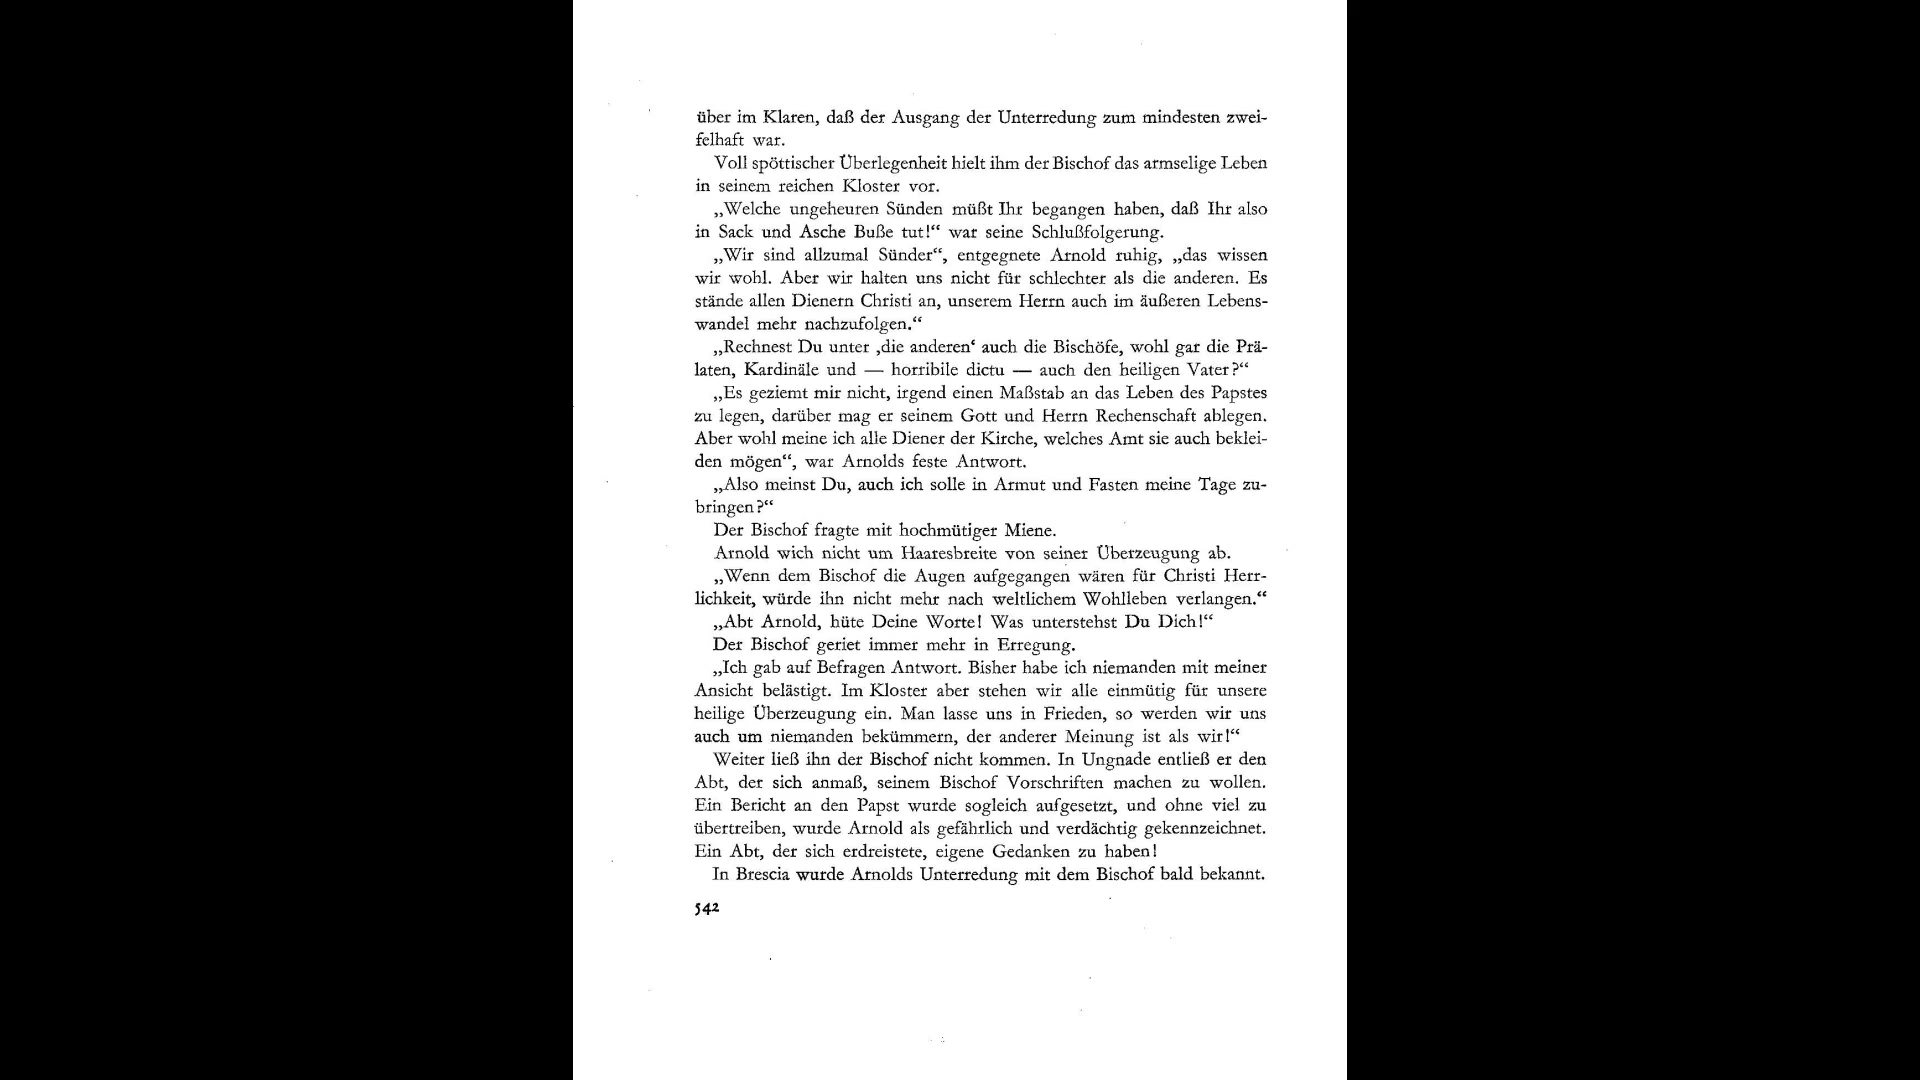 über im Klaren, daß der Ausgang der Unterredung zum mindesten zwei-
felhaft war.
Voll spöttischer Überlegenheit hielt ihm der Bischof das armselige Leben
in seinem reichen Kloster vor.
„Welche ungeheuren Sünden müßt Ihr begangen haben, daß Ihr also
in Sack und Asche Buße tut!“ war seine Schlußfolgerung.
„Wir sind allzumal Sünder“, entgegnete Arnold ruhig, „das wissen
wir wohl. Aber wir halten uns nicht für schlechter als die anderen. Es
stände allen Dienern Christi an, unserem Herrn auch im äußeren Lebens-
wandel mehr nachzufolgen.“
„Rechnest Du unter ‚die anderen‘ auch die Bischöfe, wohl gar die Prä-
laten, Kardinäle und — horribile dictu — auch den heiligen Vater?“
„Es geziemt mir nicht, irgend einen Maßstab an das Leben des Papstes
zu legen, darüber mag er seinem Gott und Herrn Rechenschaft ablegen.
Aber wohl meine ich alle Diener der Kirche, welches Amt sie auch beklei-
den mögen“, war Arnolds feste Antwort.
„Also meinst Du, auch ich solle in Armut und Fasten meine Tage zu-
bringen?“
Der Bischof fragte mit hochmütiger Miene.
Arnold wich nicht um Haaresbreite von seiner Überzeugung ab.
„Wenn dem Bischof die Augen aufgegangen wären für Christi Herr-
lichkeit, würde ihn nicht mehr nach weltlichem Wohlleben verlangen.“
„Abt Arnold, hüte Deine Worte! Was unterstehst Du Dich!“
Der Bischof geriet immer mehr in Erregung.
„Ich gab auf Befragen Antwort. Bisher habe ich niemanden mit meiner
Ansicht belästigt. Im Kloster aber stehen wir alle einmütig für unsere
heilige Überzeugung ein. Man lasse uns in Frieden, so werden wir uns
auch um niemanden bekümmern, der anderer Meinung ist als wir!“
Weiter ließ ihn der Bischof nicht kommen. In Ungnade entließ er den
Abt, der sich anmaß, seinem Bischof Vorschriften machen zu wollen.
Ein Bericht an den Papst wurde sogleich aufgesetzt, und ohne viel zu
übertreiben, wurde Arnold als gefährlich und verdächtig gekennzeichnet.
Ein Abt, der sich erdreistete, eigene Gedanken zu haben!
In Brescia wurde Arnolds Unterredung mit dem Bischof bald bekannt.
542